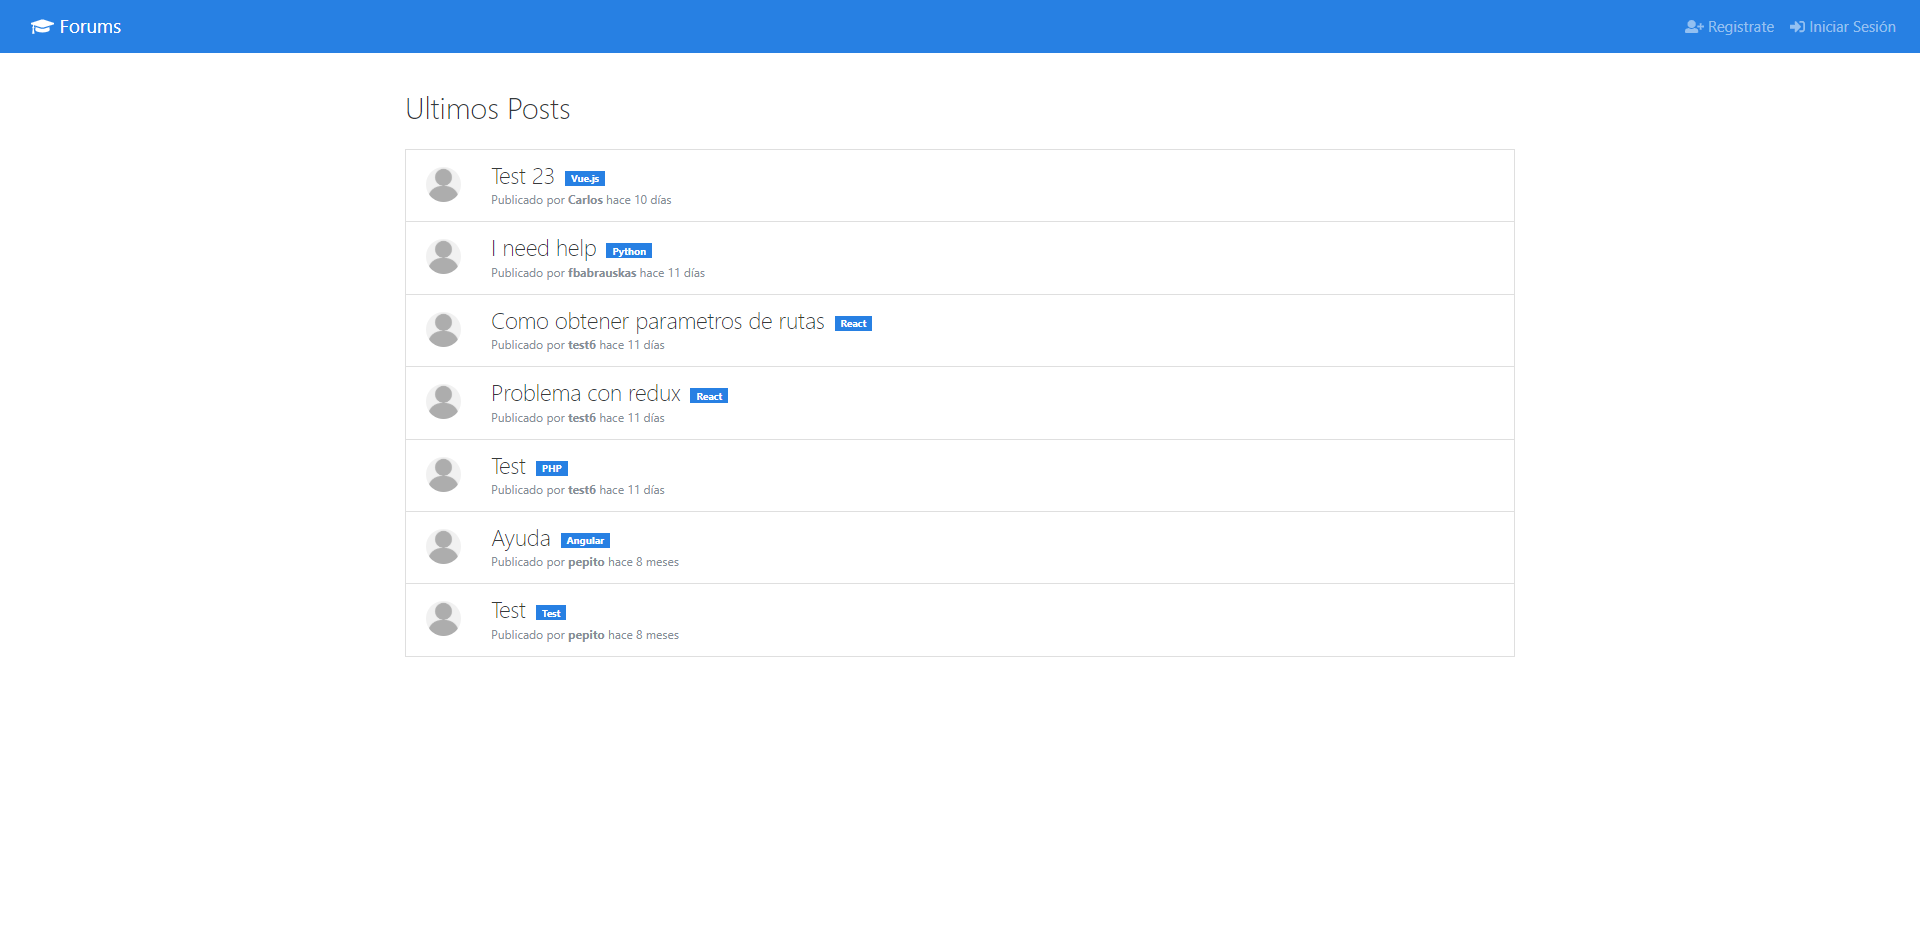 Forums
Registrate
Iniciar Sesión
Ultimos Posts
Test 23 Vue.js
Publicado por Carlos hace 10 días
I need help Python
Publicado por fbabrauskas hace 11 días
Como obtener parametros de rutas React
Publicado por test6 hace 11 días
Problema con redux React
Publicado por test6 hace 11 días
Test PHP
Publicado por test6 hace 11 días
Ayuda Angular
Publicado por pepito hace 8 meses
Test Test
Publicado por pepito hace 8 meses